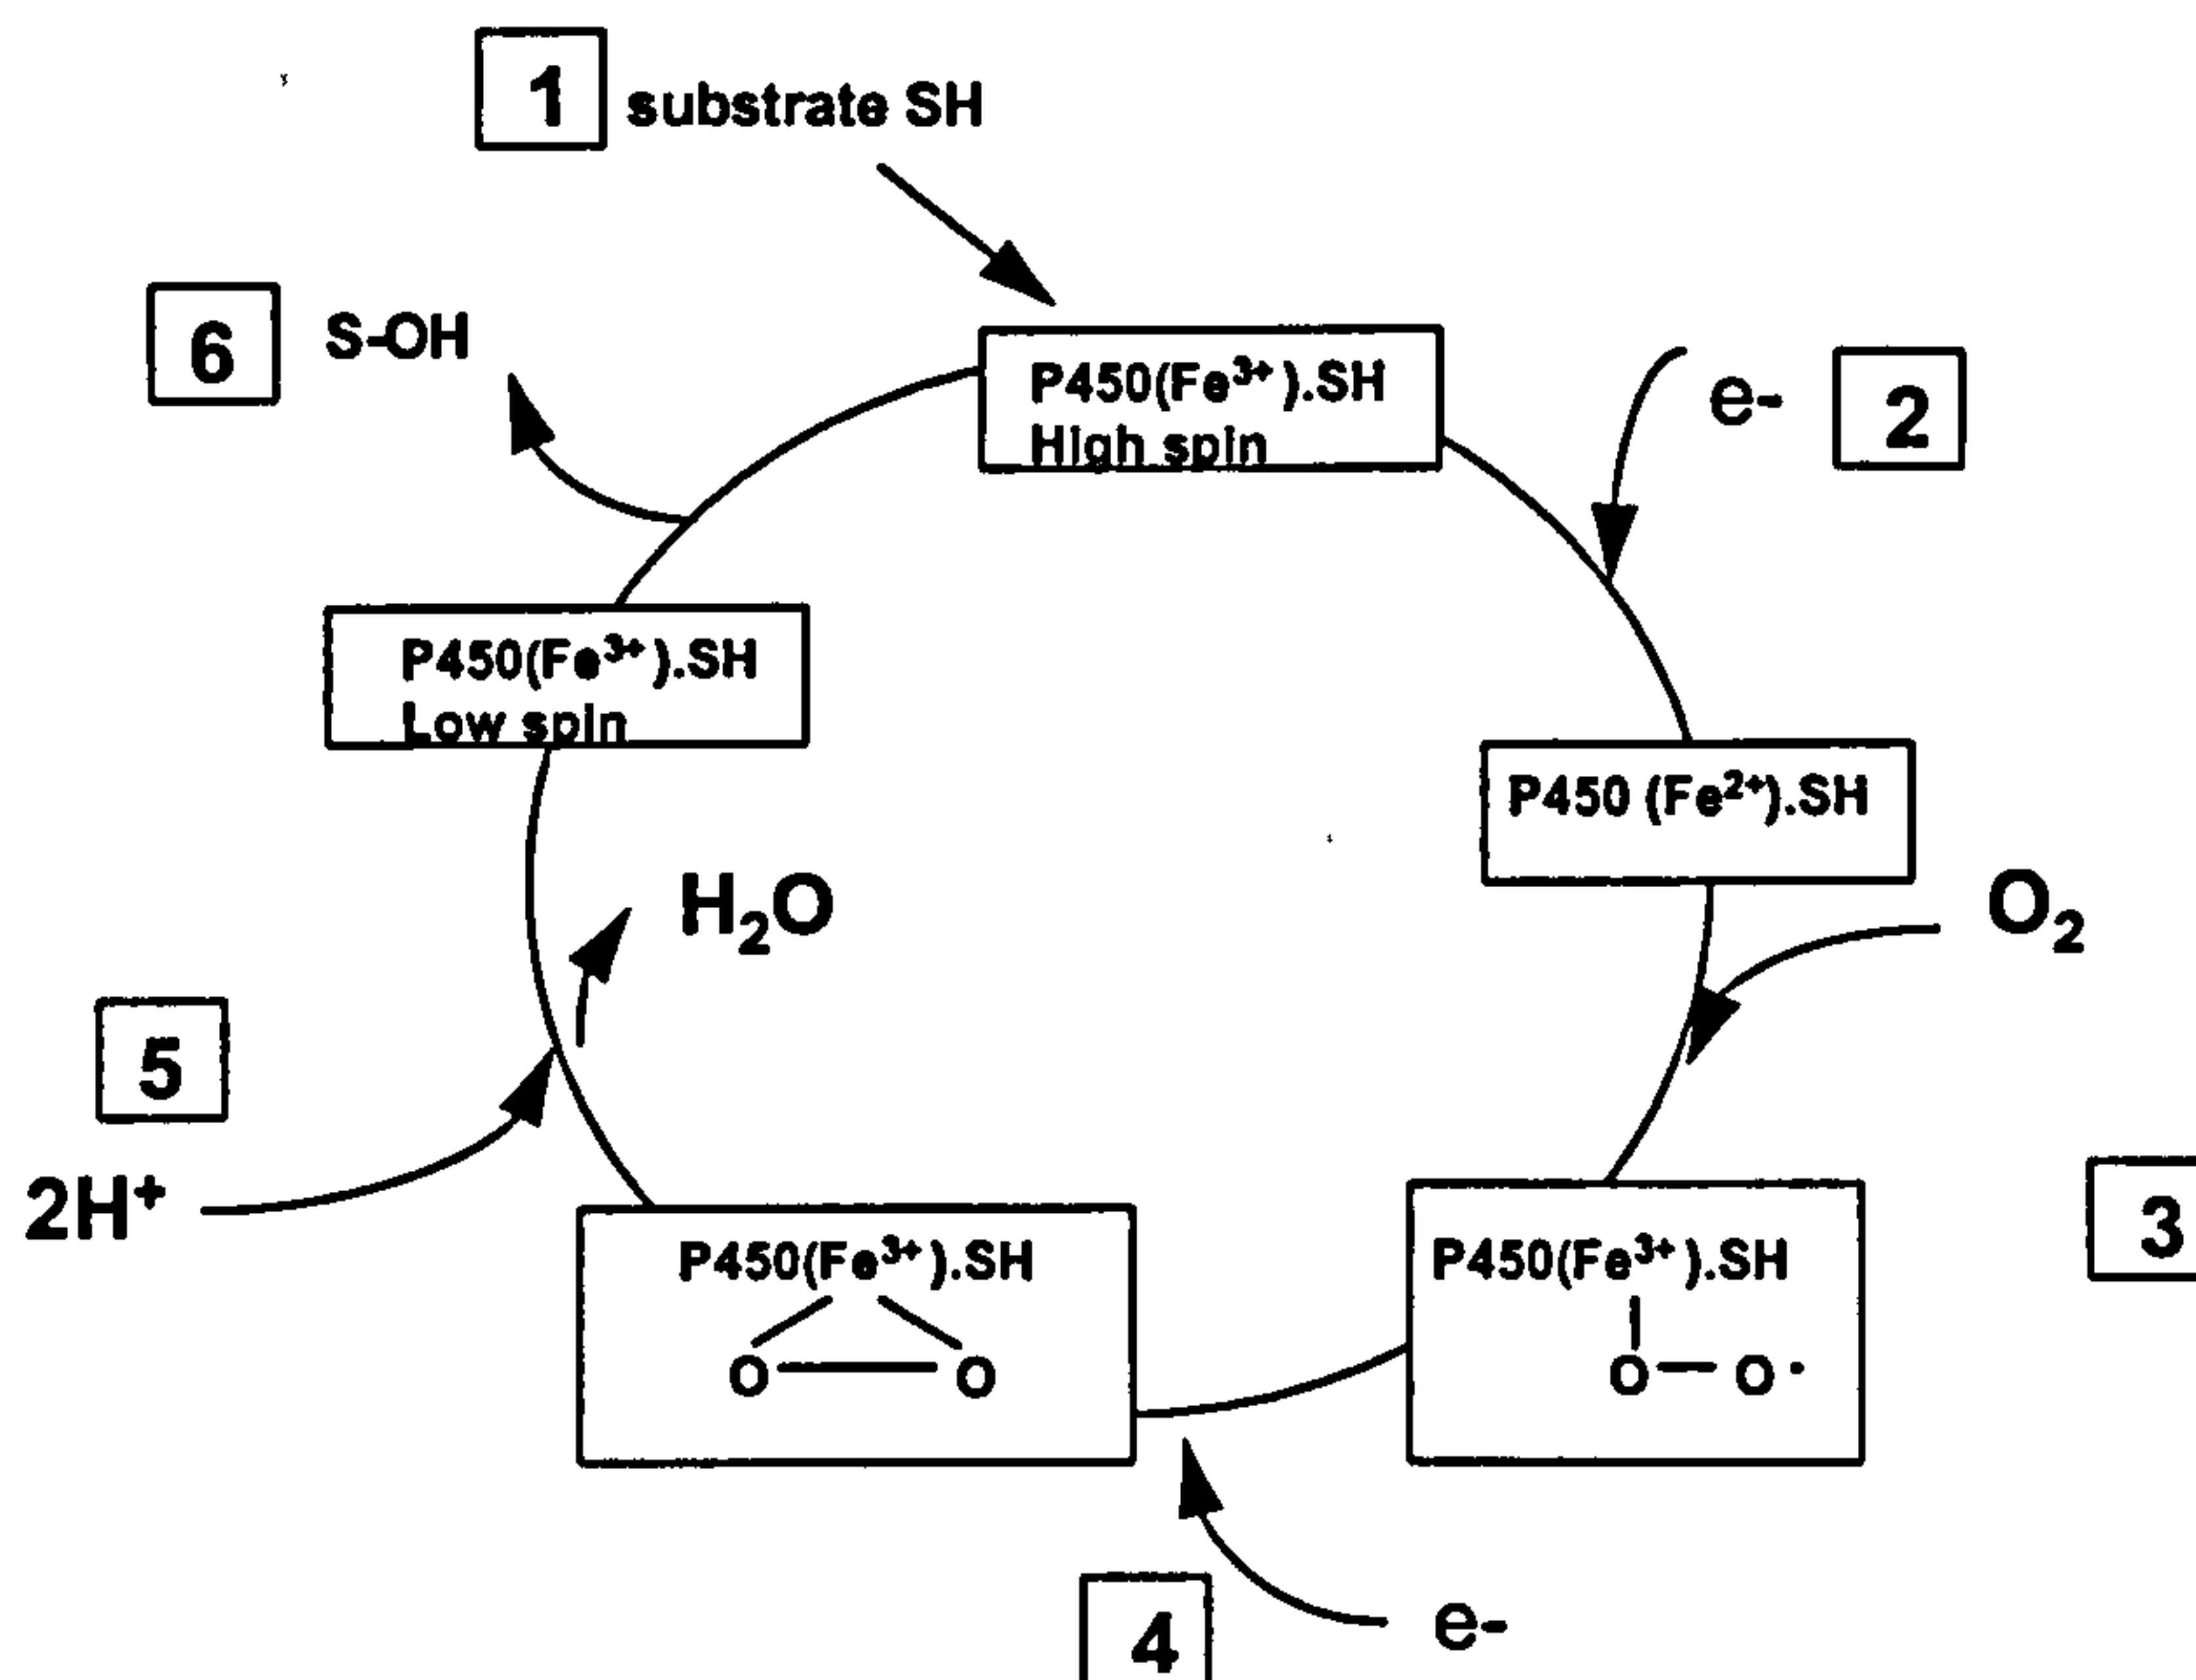 1 substrate SH
6 S-OH
P450(Fe³⁺).SH
High spin
e- 2
P450(Fe³⁺).SH
Low spin
P450 (Fe²⁺).SH
H₂O
O₂
5
2H⁺
3
P450(Fe³⁺).SH
O O
P450(Fe³⁺).SH
O—O·
4
e-